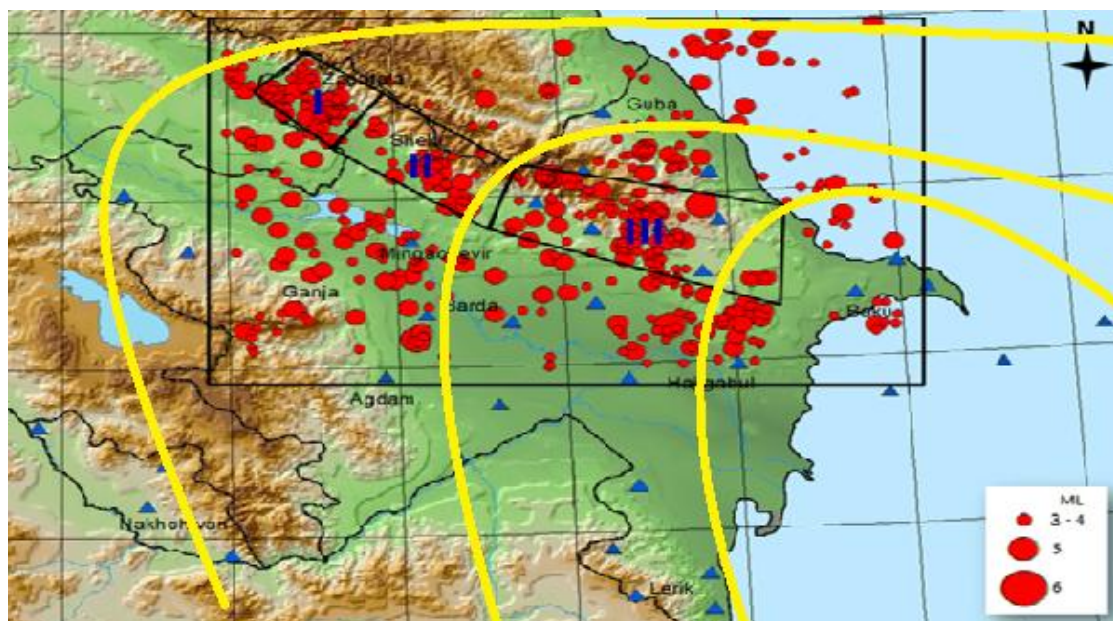 N
Zagatala
I
Guba
Sheki
II
III
Mingachevir
Ganja
Barda
Baku
Hajigabul
Agdam
Nakhchivan
Lerik
ML
3 - 4
5
6